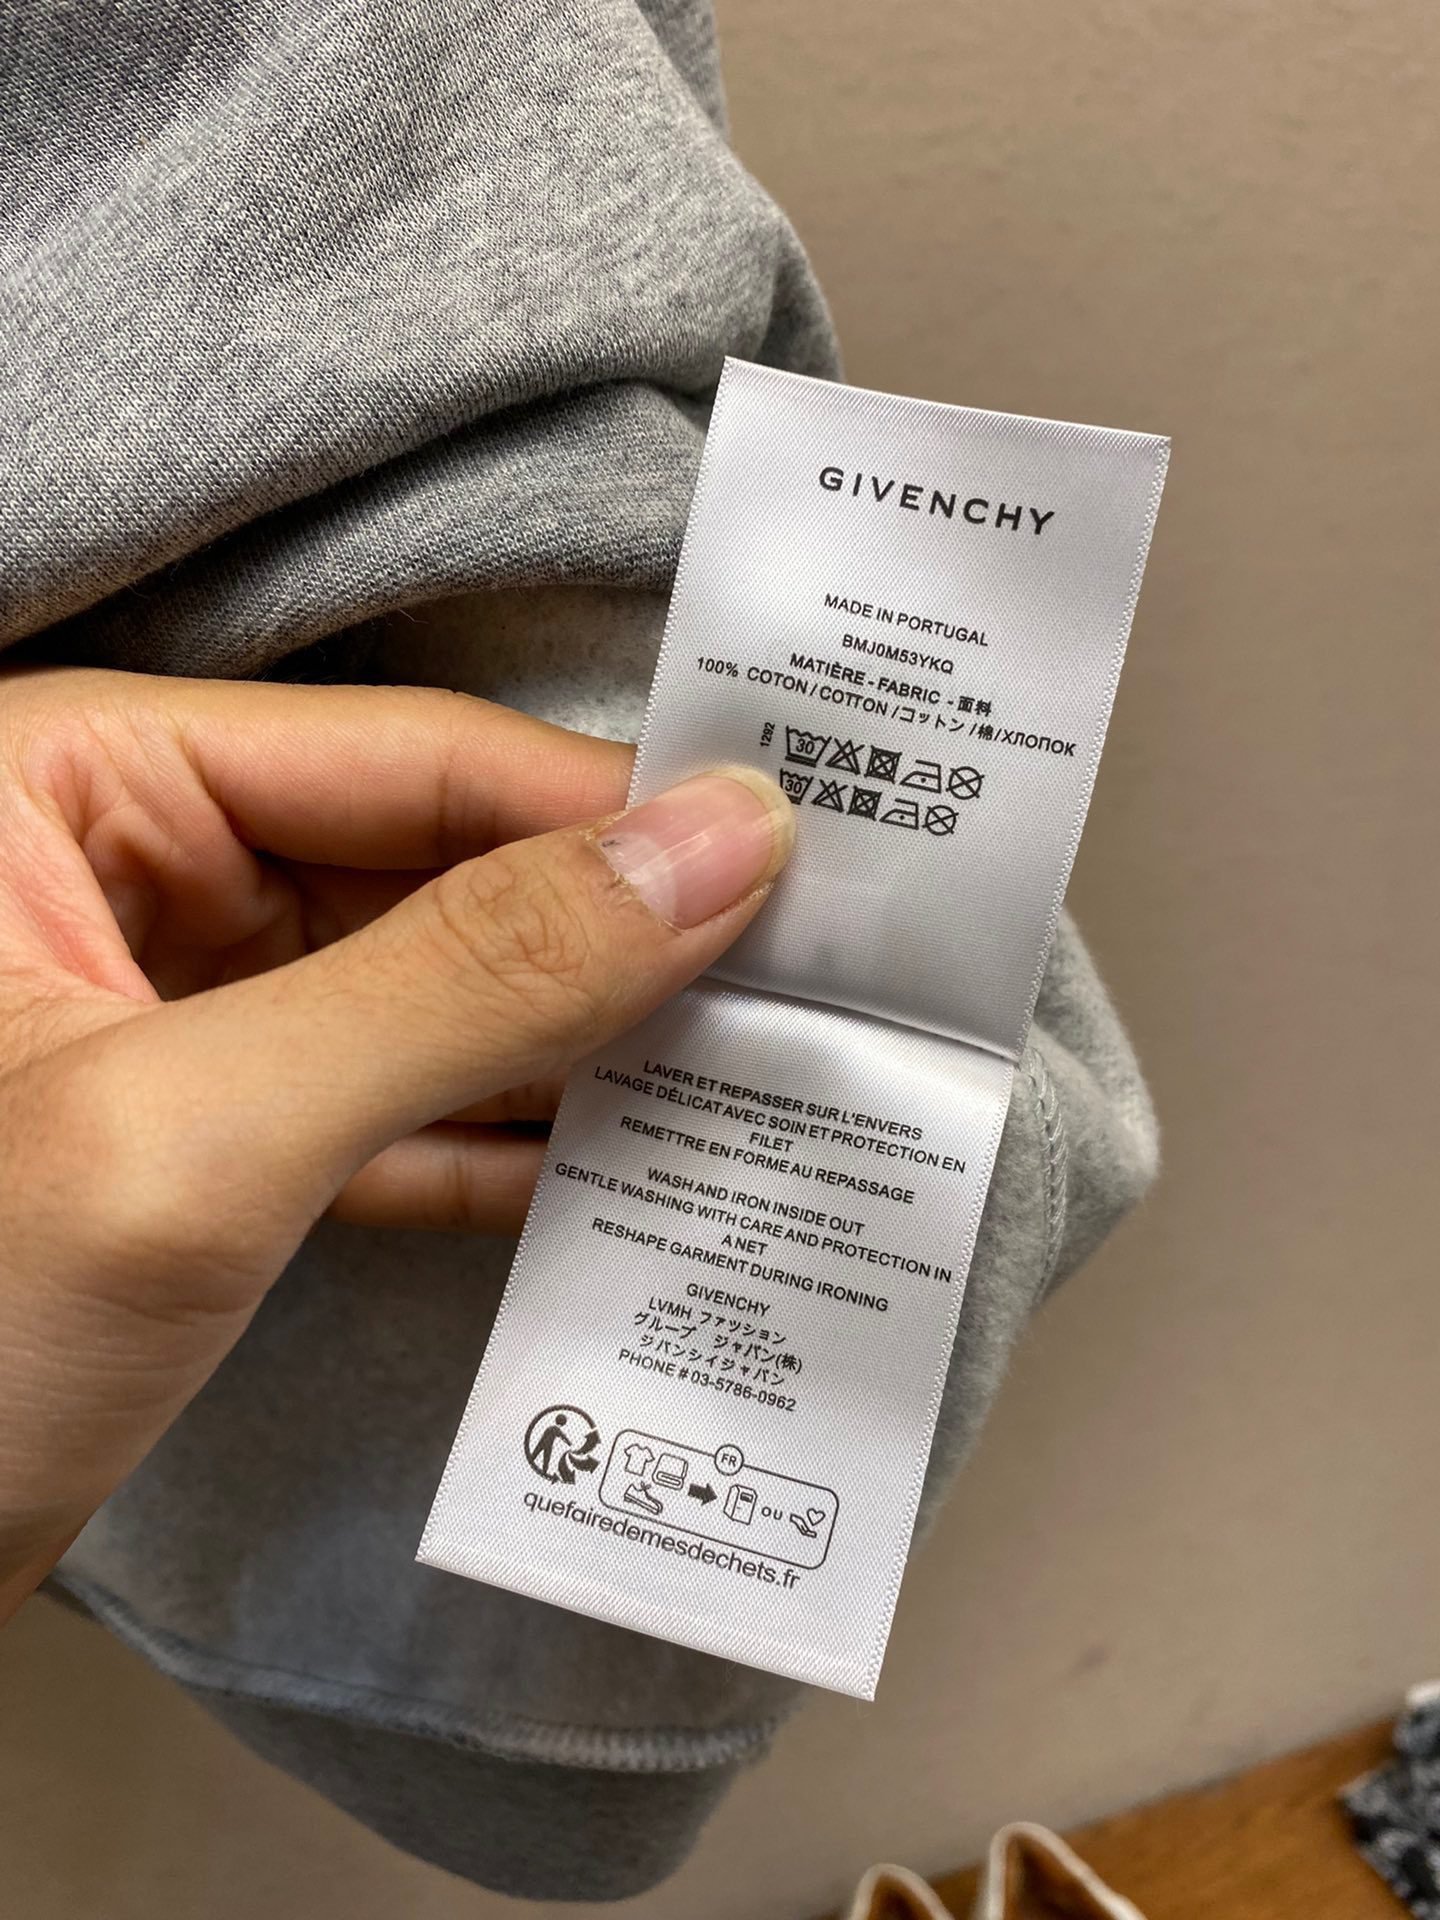 GIVENCHY
MADE IN PORTUGAL
BMJ0M53YKQ
MATIÈRE - FABRIC - 面料
100% COTON / COTTON /コットン /棉/ХЛОПОК
1292
30
30
LAVER ET REPASSER SUR L'ENVERS
LAVAGE DÉLICAT AVEC SOIN ET PROTECTION EN
FILET
REMETTRE EN FORME AU REPASSAGE
WASH AND IRON INSIDE OUT
GENTLE WASHING WITH CARE AND PROTECTION IN
A NET
RESHAPE GARMENT DURING IRONING
GIVENCHY
LVMH ファッション
グループ ジャパン(株)
ジバンシイジャパン
PHONE # 03-5786-0962
FR
OU
quefairedemesdechets.fr